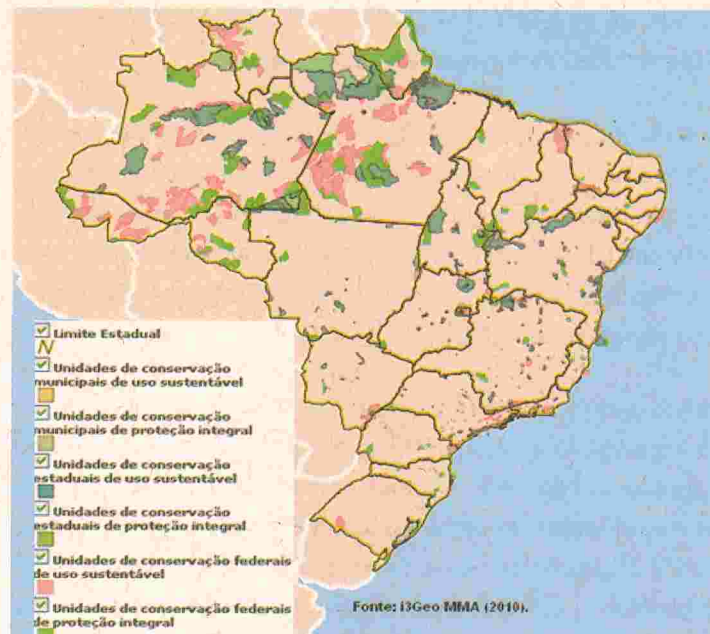 Limite Estadual
Unidades de conservação
municipais de uso sustentável
Unidades de conservação
municipais de proteção integral
Unidades de conservação
estaduais de uso sustentável
Unidades de conservação
estaduais de proteção integral
Unidades de conservação federais
de uso sustentável
Unidades de conservação federais
de proteção integral
Fonte: i3Geo MMA (2010).